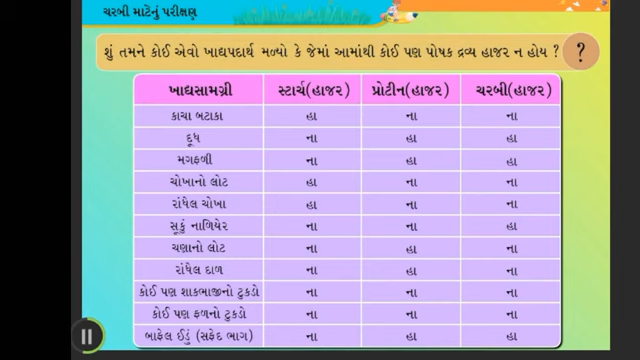 ચરબી માટેનું પરીક્ષણ
શું તમને કોઈ એવો ખાદ્યપદાર્થ મળ્યો કે જેમાં આમાંથી કોઈ પણ પોષક દ્રવ્ય હાજર ન હોય ? ?
ખાદ્યસામગ્રી સ્ટાર્ચ(હાજર) પ્રોટીન(હાજર) ચરબી(હાજર)
કાચા બટાકા હા ના ના
દૂધ ના હા હા
મગફળી ના હા હા
ચોખાનો લોટ હા ના ના
રાંધેલ ચોખા હા ના ના
સૂકું નાળિયેર ના ના હા
ચણાનો લોટ ના હા ના
રાંધેલ દાળ ના હા ના
કોઈ પણ શાકભાજીનો ટુકડો ના ના ના
કોઈ પણ ફળનો ટુકડો ના ના ના
બાફેલ ઈંડું (સફેદ ભાગ) ના હા હા